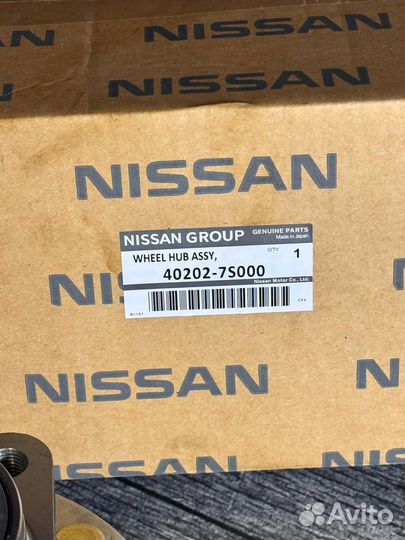 NISSAN
NISSAN
NISSAN
NISSAN
NISSAN GROUP GENUINE PARTS
Made in Japan
WHEEL HUB ASSY, QTY 1
40202-7S000
Nissan Motor Co., Ltd.
NI
NISSAN
NISSAN
NISSAN
Avito